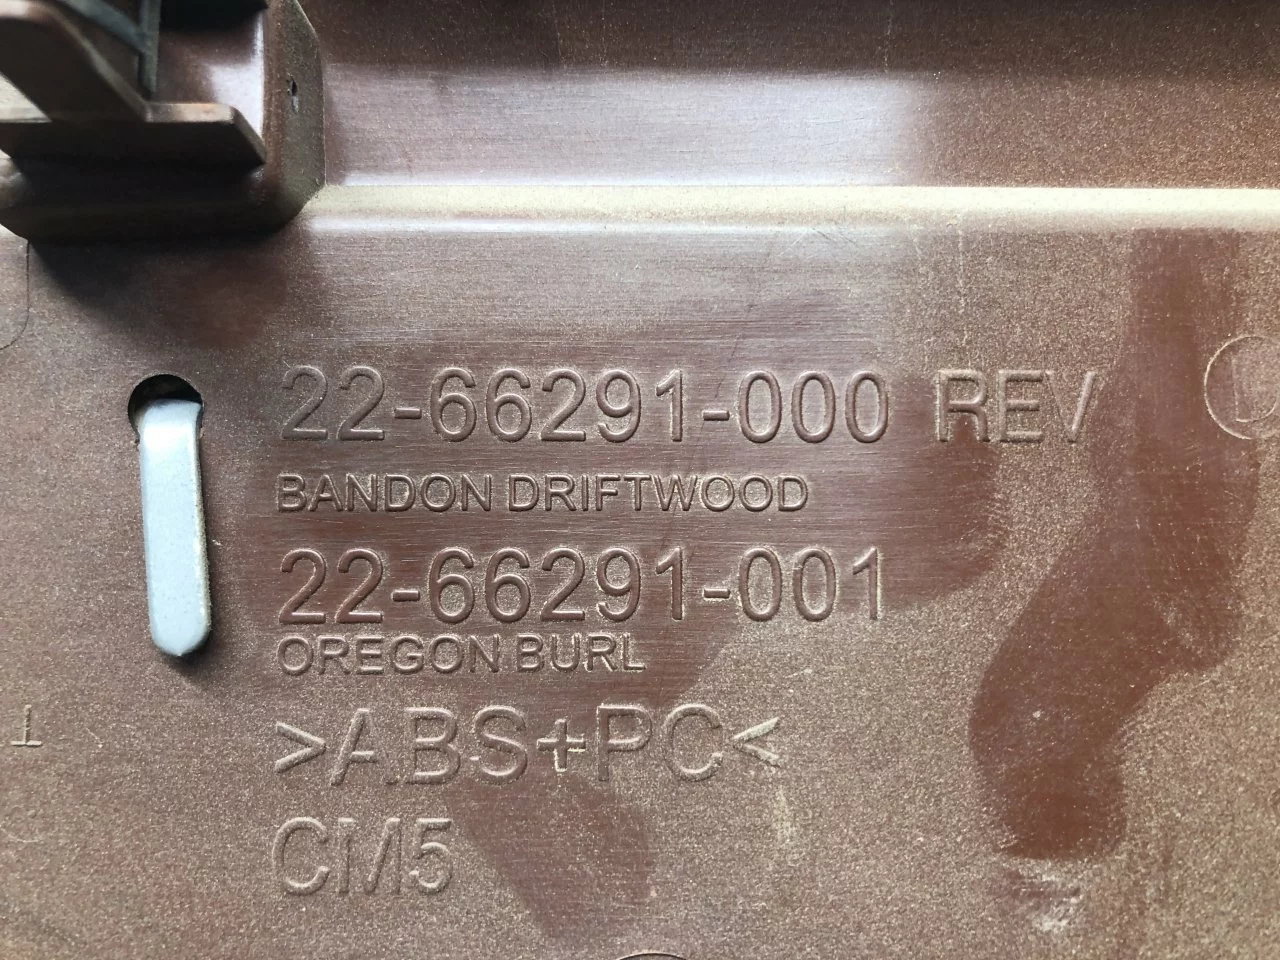 22-66291-000 REV
BANDON DRIFTWOOD
22-66291-001
OREGON BURL
>ABS+PC<
CM5